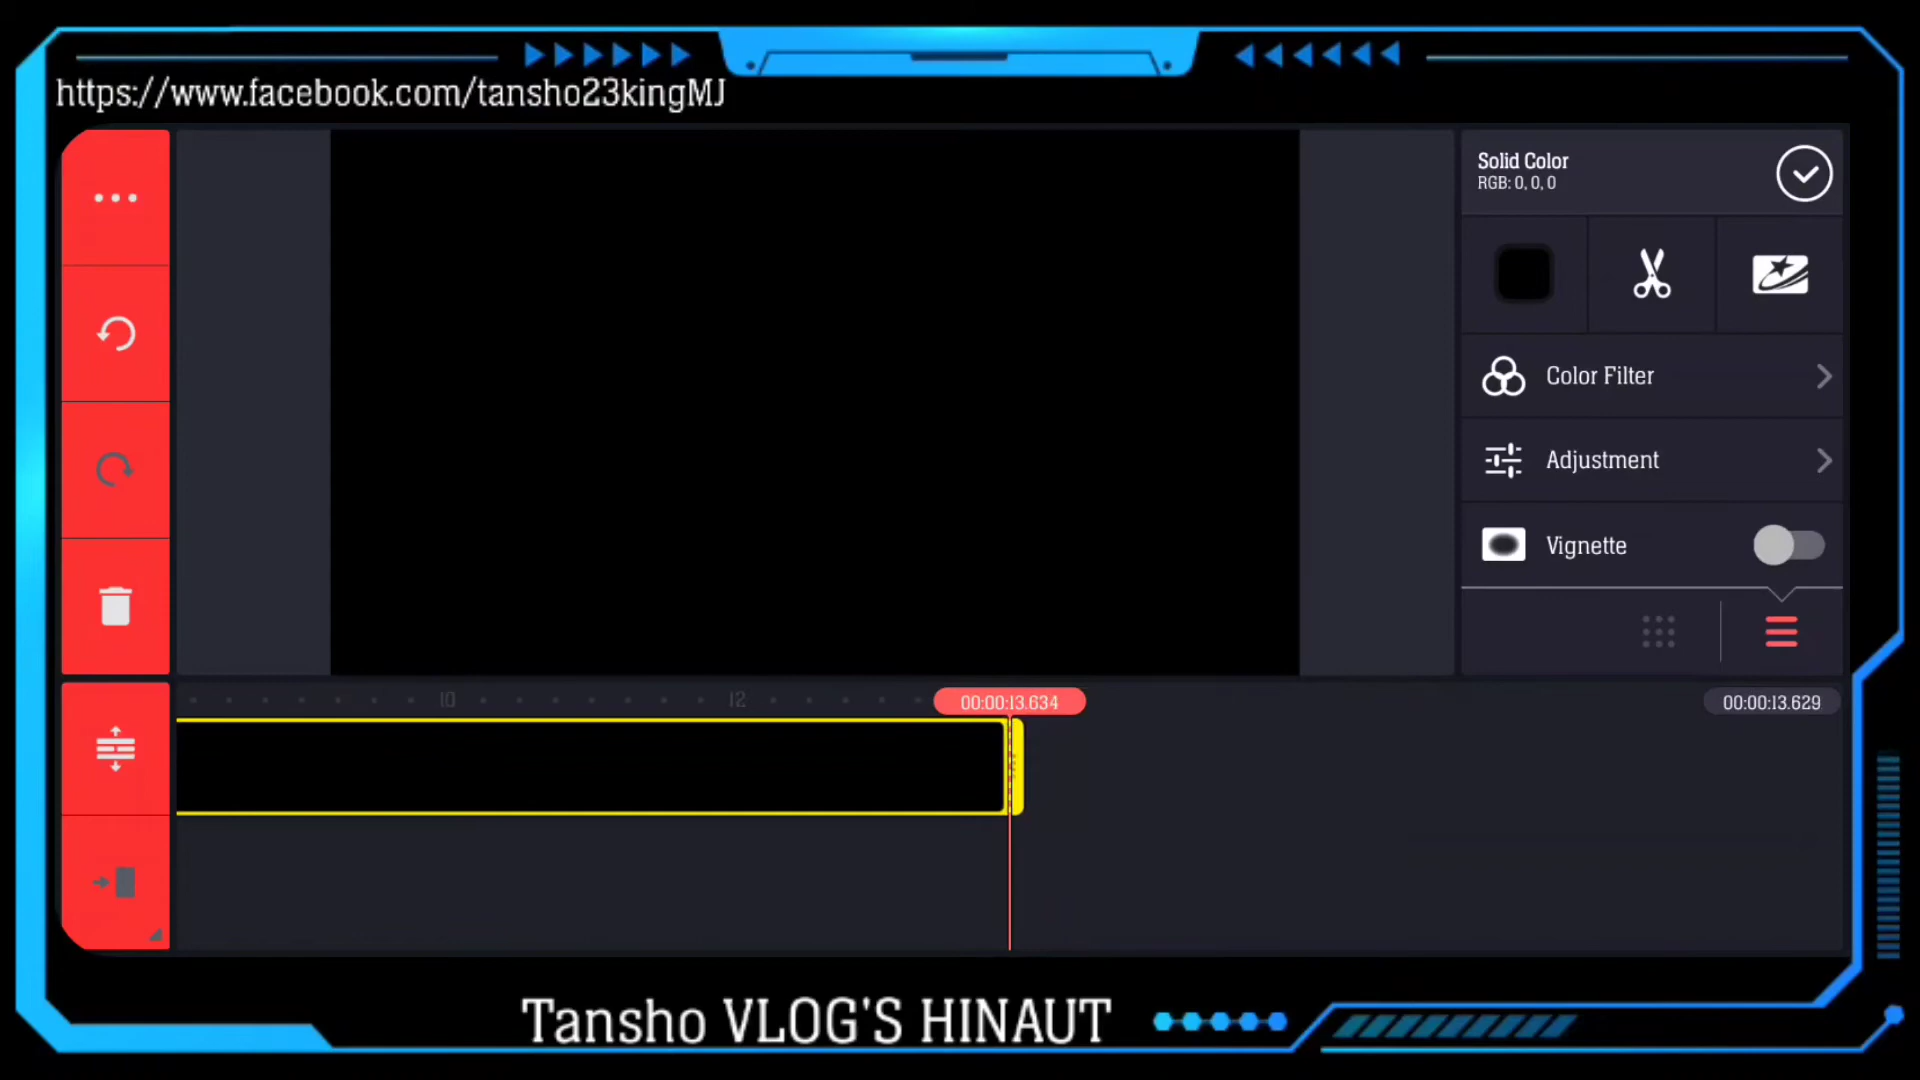 https://www.facebook.com/tansho23kingMJ
Solid Color
RGB: 0, 0, 0
Color Filter
Adjustment
Vignette
10
12
00:00:13.634
00:00:13.629
Tansho VLOG'S HINAUT